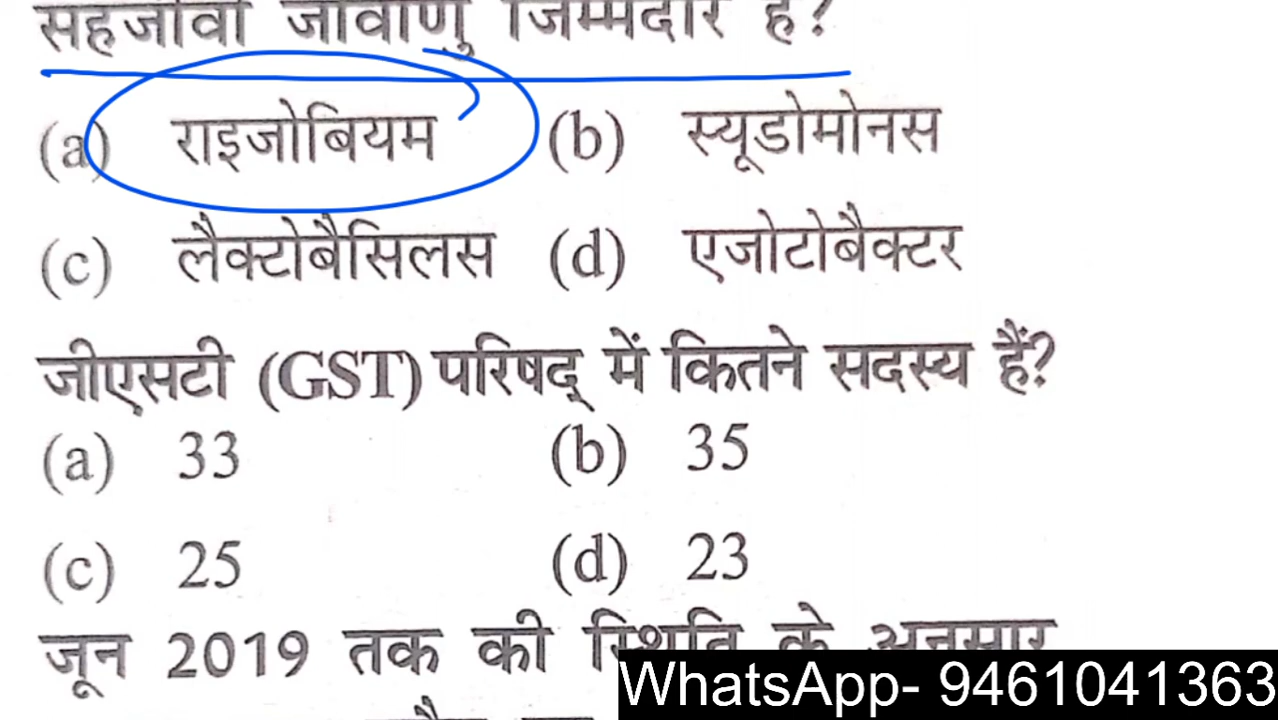 सहजीवी जीवाणु जिम्मेदार है?
(a) राइजोबियम (b) स्यूडोमोनस
(c) लैक्टोबैसिलस (d) एजोटोबैक्टर
जीएसटी (GST) परिषद् में कितने सदस्य हैं?
(a) 33 (b) 35
(c) 25 (d) 23
जून 2019 तक की स्थिति के अनुसार
WhatsApp- 9461041363